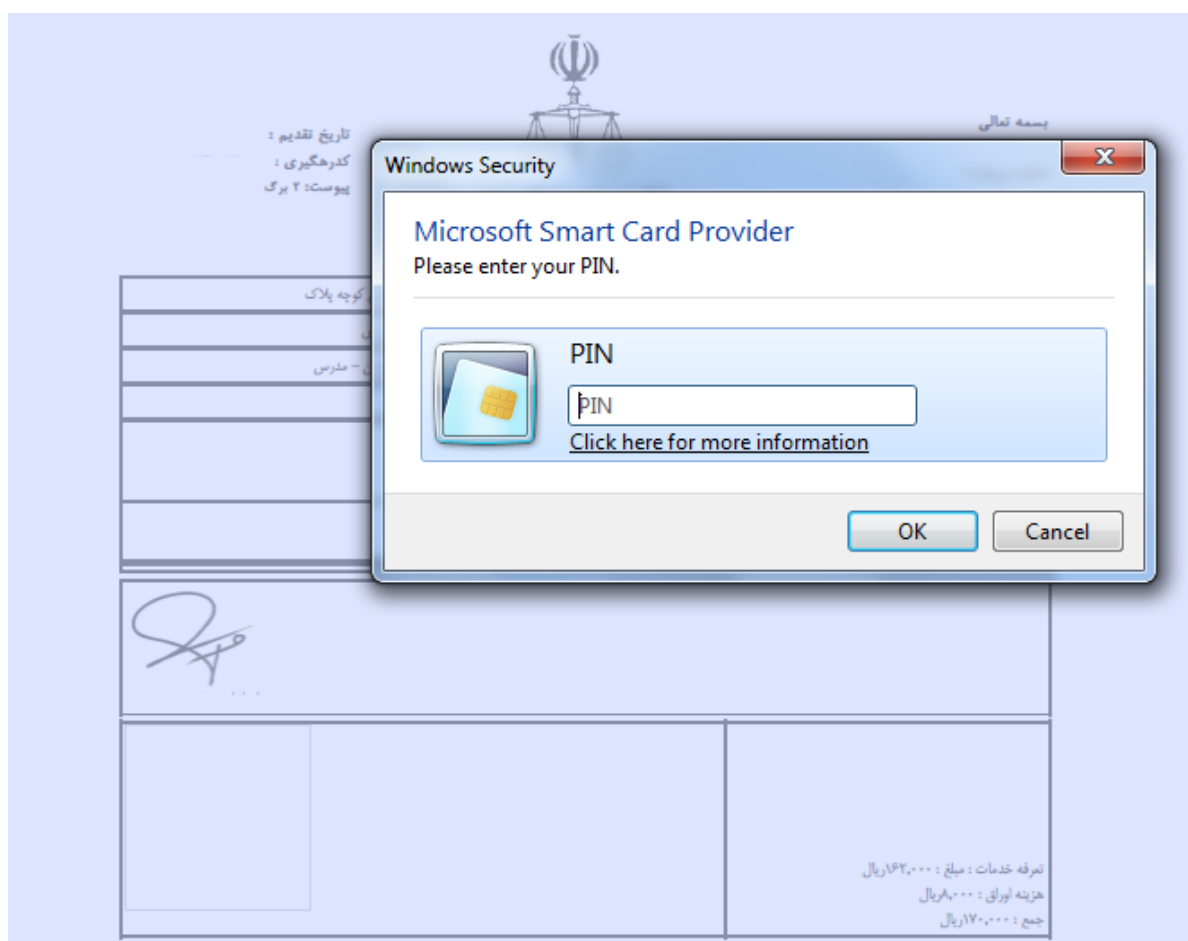 بسمه تعالی
تاریخ تقدیم :
کدرهگیری :
پیوست: ۲ برگ
Windows Security
Microsoft Smart Card Provider
Please enter your PIN.
PIN
PIN
Click here for more information
OK
Cancel
کوچه پلاک
– مدرس
تعرفه خدمات : مبلغ : ۱۶۲,۰۰۰ریال
هزینه اوراق : ۸,۰۰۰ریال
جمع : ۱۷۰,۰۰۰ریال